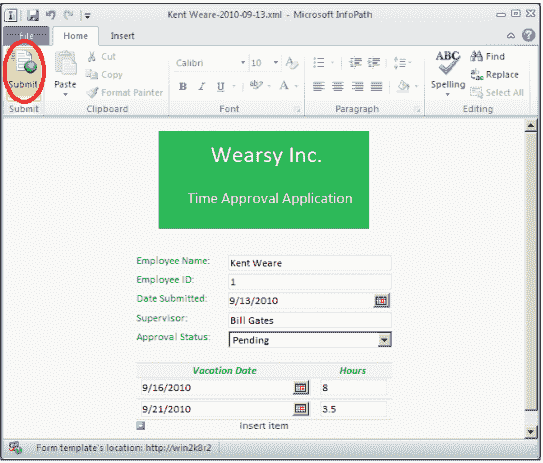 Kent Weare-2010-09-13.xml - Microsoft InfoPath
File Home Insert
Submit Paste Cut Calibri 10 ABC Find
Copy Spelling Replace
Format Painter B I U aby A Select All
Submit Clipboard Font Paragraph Editing
Wearsy Inc.
Time Approval Application
Employee Name: Kent Weare
Employee ID: 1
Date Submitted: 9/13/2010
Supervisor: Bill Gates
Approval Status: Pending
Vacation Date Hours
9/16/2010 8
9/21/2010 3.5
Insert item
Form template's location: http://win2k8r2